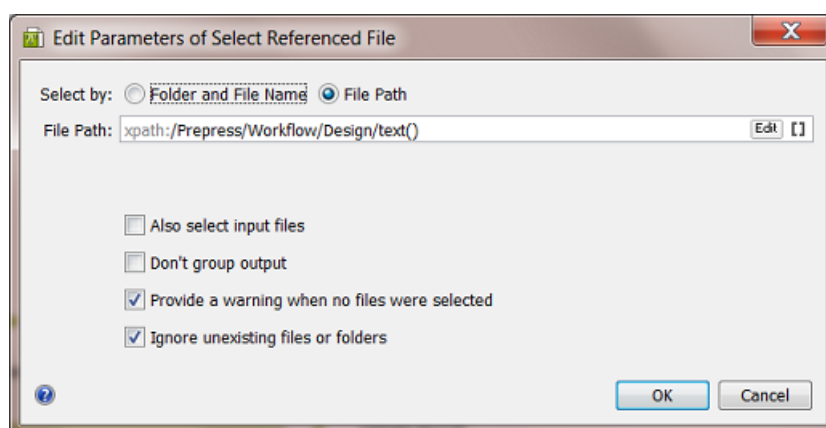 Edit Parameters of Select Referenced File
Select by: Folder and File Name File Path
File Path: xpath:/Prepress/Workflow/Design/text() Edit []
Also select input files
Don't group output
Provide a warning when no files were selected
Ignore unexisting files or folders
? OK Cancel